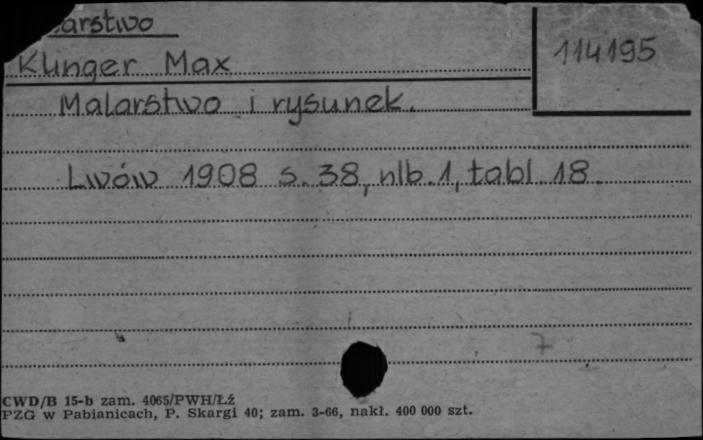 arstwo
Klinger Max
114195
Malarstwo i rysunek.
Lwów 1908 s. 38, nlb. 1, tabl. 18.
7
CWD/B 15-b zam. 4065/PWH/Łź
PZG w Pabianicach, P. Skargi 40; zam. 3-66, nakł. 400 000 szt.